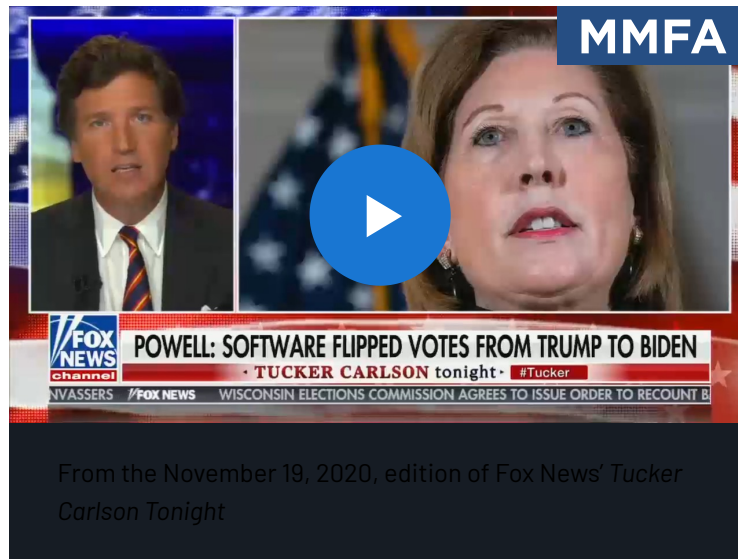 MMFA
FOX
NEWS
channel
POWELL: SOFTWARE FLIPPED VOTES FROM TRUMP TO BIDEN
· TUCKER CARLSON tonight · #Tucker
NVASSERS FOX NEWS WISCONSIN ELECTIONS COMMISSION AGREES TO ISSUE ORDER TO RECOUNT
From the November 19, 2020, edition of Fox News’ Tucker
Carlson Tonight